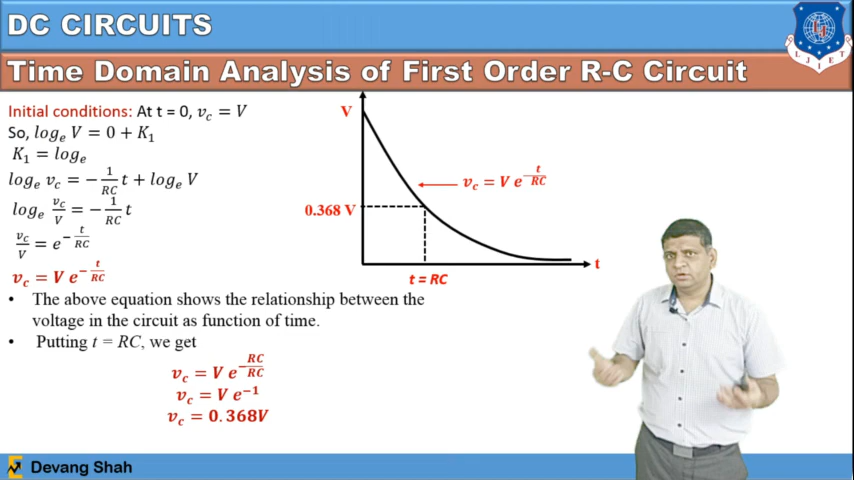 DC CIRCUITS
Time Domain Analysis of First Order R-C Circuit
LJIET
Initial conditions: At t = 0, v_c = V
So, log_e V = 0 + K_1
K_1 = log_e
log_e v_c = −1/RC t + log_e V
log_e v_c/V = −1/RC t
v_c/V = e^(−t/RC)
v_c = V e^(−t/RC)
• The above equation shows the relationship between the
voltage in the circuit as function of time.
• Putting t = RC, we get
v_c = V e^(−RC/RC)
v_c = V e^(−1)
v_c = 0.368V
V
v_c = V e^(−t/RC)
0.368 V
t
t = RC
Devang Shah